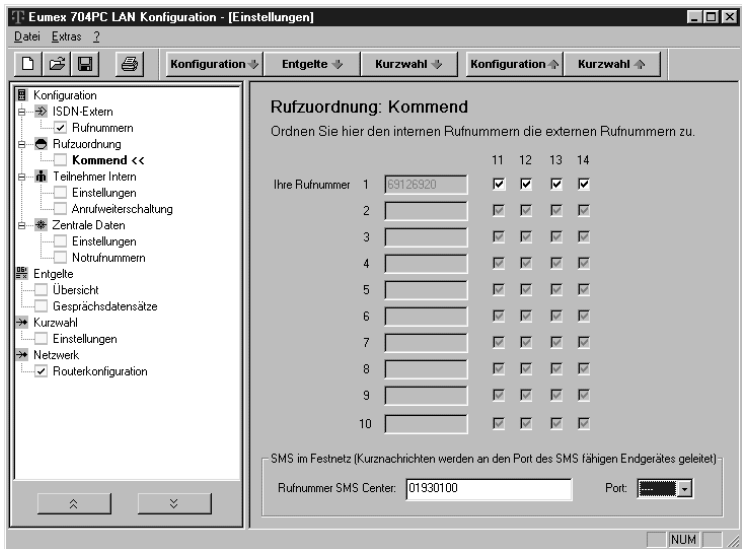 Eumex 704PC LAN Konfiguration - [Einstellungen]
Datei Extras ?
Konfiguration Entgelte Kurzwahl Konfiguration Kurzwahl
Konfiguration
ISDN-Extern
Rufnummern
Rufzuordnung
Kommend <<
Teilnehmer Intern
Einstellungen
Anrufweiterschaltung
Zentrale Daten
Einstellungen
Notrufnummern
Entgelte
Übersicht
Gesprächsdatensätze
Kurzwahl
Einstellungen
Netzwerk
Routerkonfiguration
Rufzuordnung: Kommend
Ordnen Sie hier den internen Rufnummern die externen Rufnummern zu.
11 12 13 14
Ihre Rufnummer 1 69126920
2
3
4
5
6
7
8
9
10
SMS im Festnetz (Kurznachrichten werden an den Port des SMS fähigen Endgerätes geleitet)
Rufnummer SMS Center: 01930100 Port: ---
NUM